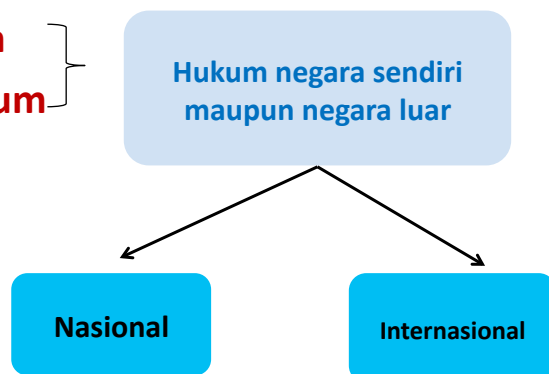 Hukum negara sendiri
maupun negara luar
Nasional
Internasional